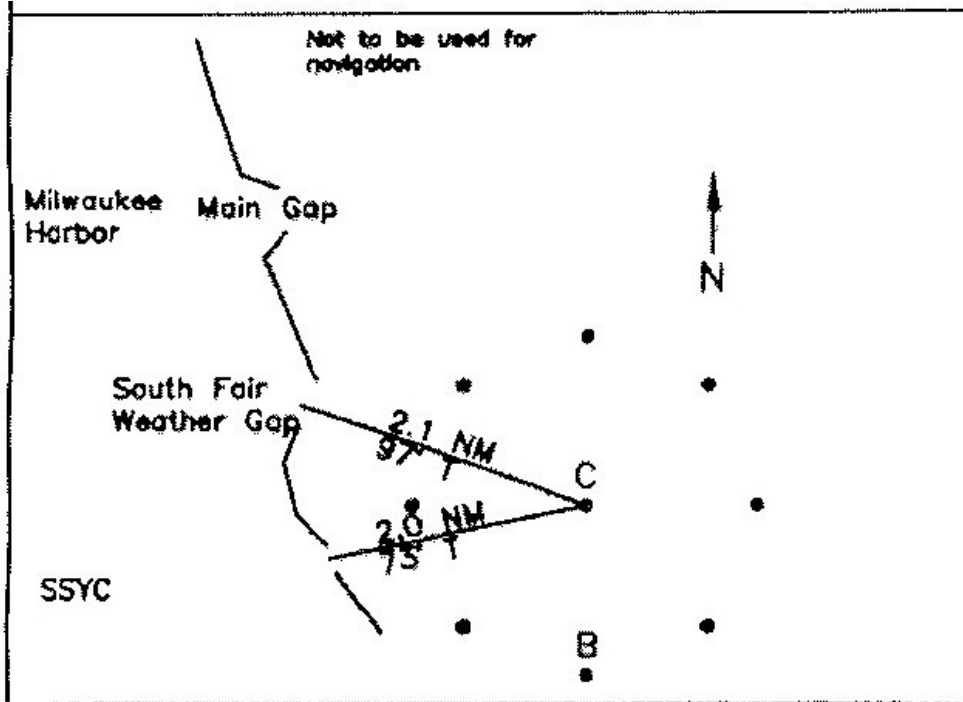 Not to be used for
navigation
Milwaukee
Harbor
Main Gap
N
South Fair
Weather Gap
2.1 NM
C
2.0 NM
SSYC
B